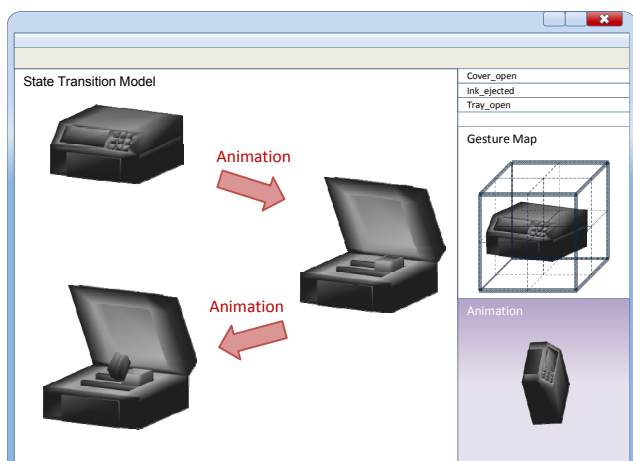 State Transition Model
Animation
Animation
Cover_open
Ink_ejected
Tray_open
Gesture Map
Animation